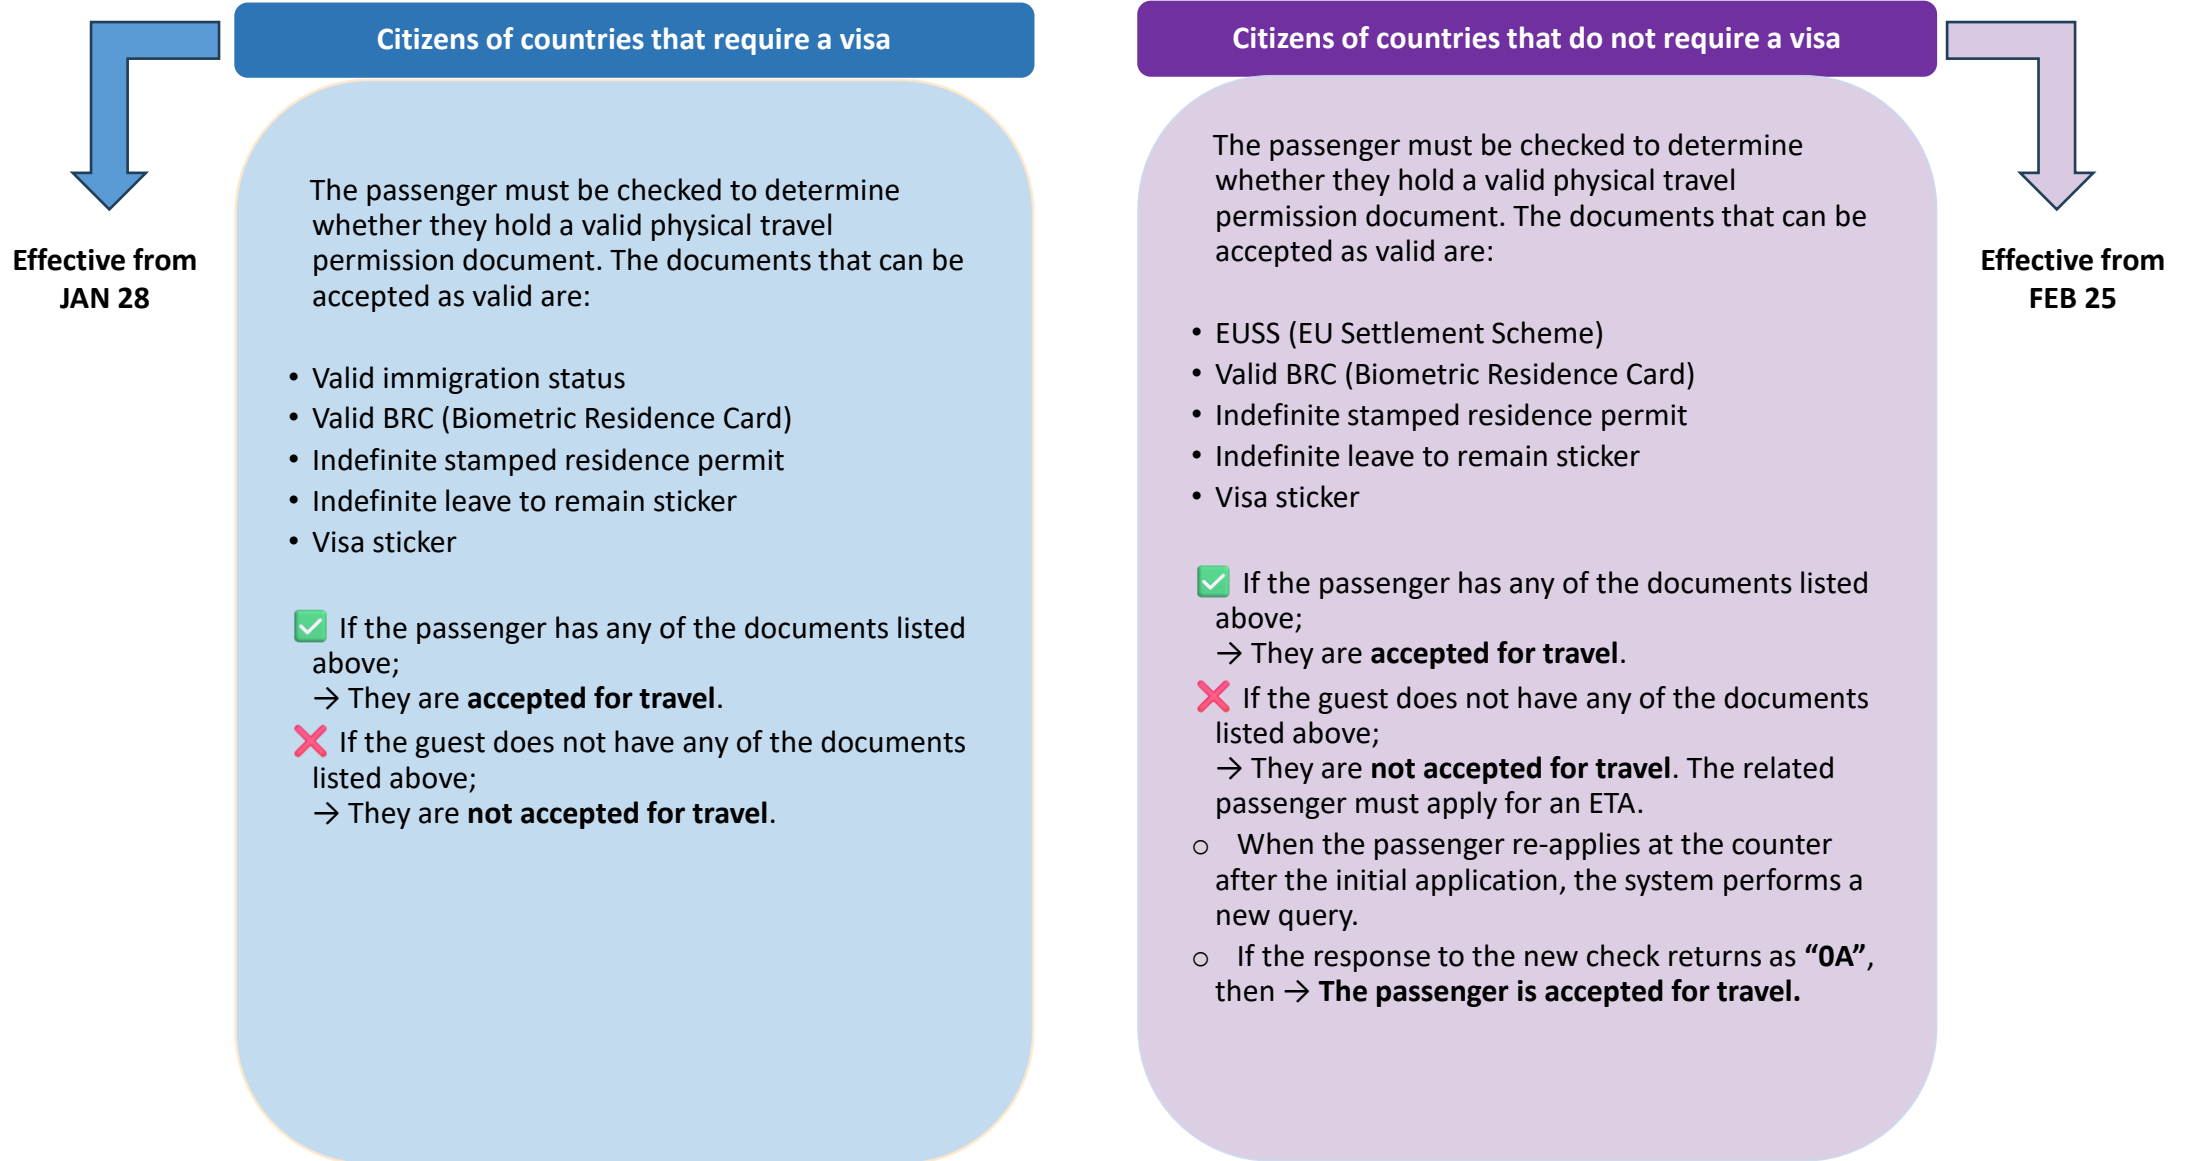 Citizens of countries that require a visa
Effective from
JAN 28
The passenger must be checked to determine
whether they hold a valid physical travel
permission document. The documents that can be
accepted as valid are:
• Valid immigration status
• Valid BRC (Biometric Residence Card)
• Indefinite stamped residence permit
• Indefinite leave to remain sticker
• Visa sticker
✅ If the passenger has any of the documents listed
above;
→ They are accepted for travel.
❌ If the guest does not have any of the documents
listed above;
→ They are not accepted for travel.
Citizens of countries that do not require a visa
Effective from
FEB 25
The passenger must be checked to determine
whether they hold a valid physical travel
permission document. The documents that can be
accepted as valid are:
• EUSS (EU Settlement Scheme)
• Valid BRC (Biometric Residence Card)
• Indefinite stamped residence permit
• Indefinite leave to remain sticker
• Visa sticker
✅ If the passenger has any of the documents listed
above;
→ They are accepted for travel.
❌ If the guest does not have any of the documents
listed above;
→ They are not accepted for travel. The related
passenger must apply for an ETA.
o When the passenger re-applies at the counter
after the initial application, the system performs a
new query.
o If the response to the new check returns as “0A”,
then → The passenger is accepted for travel.